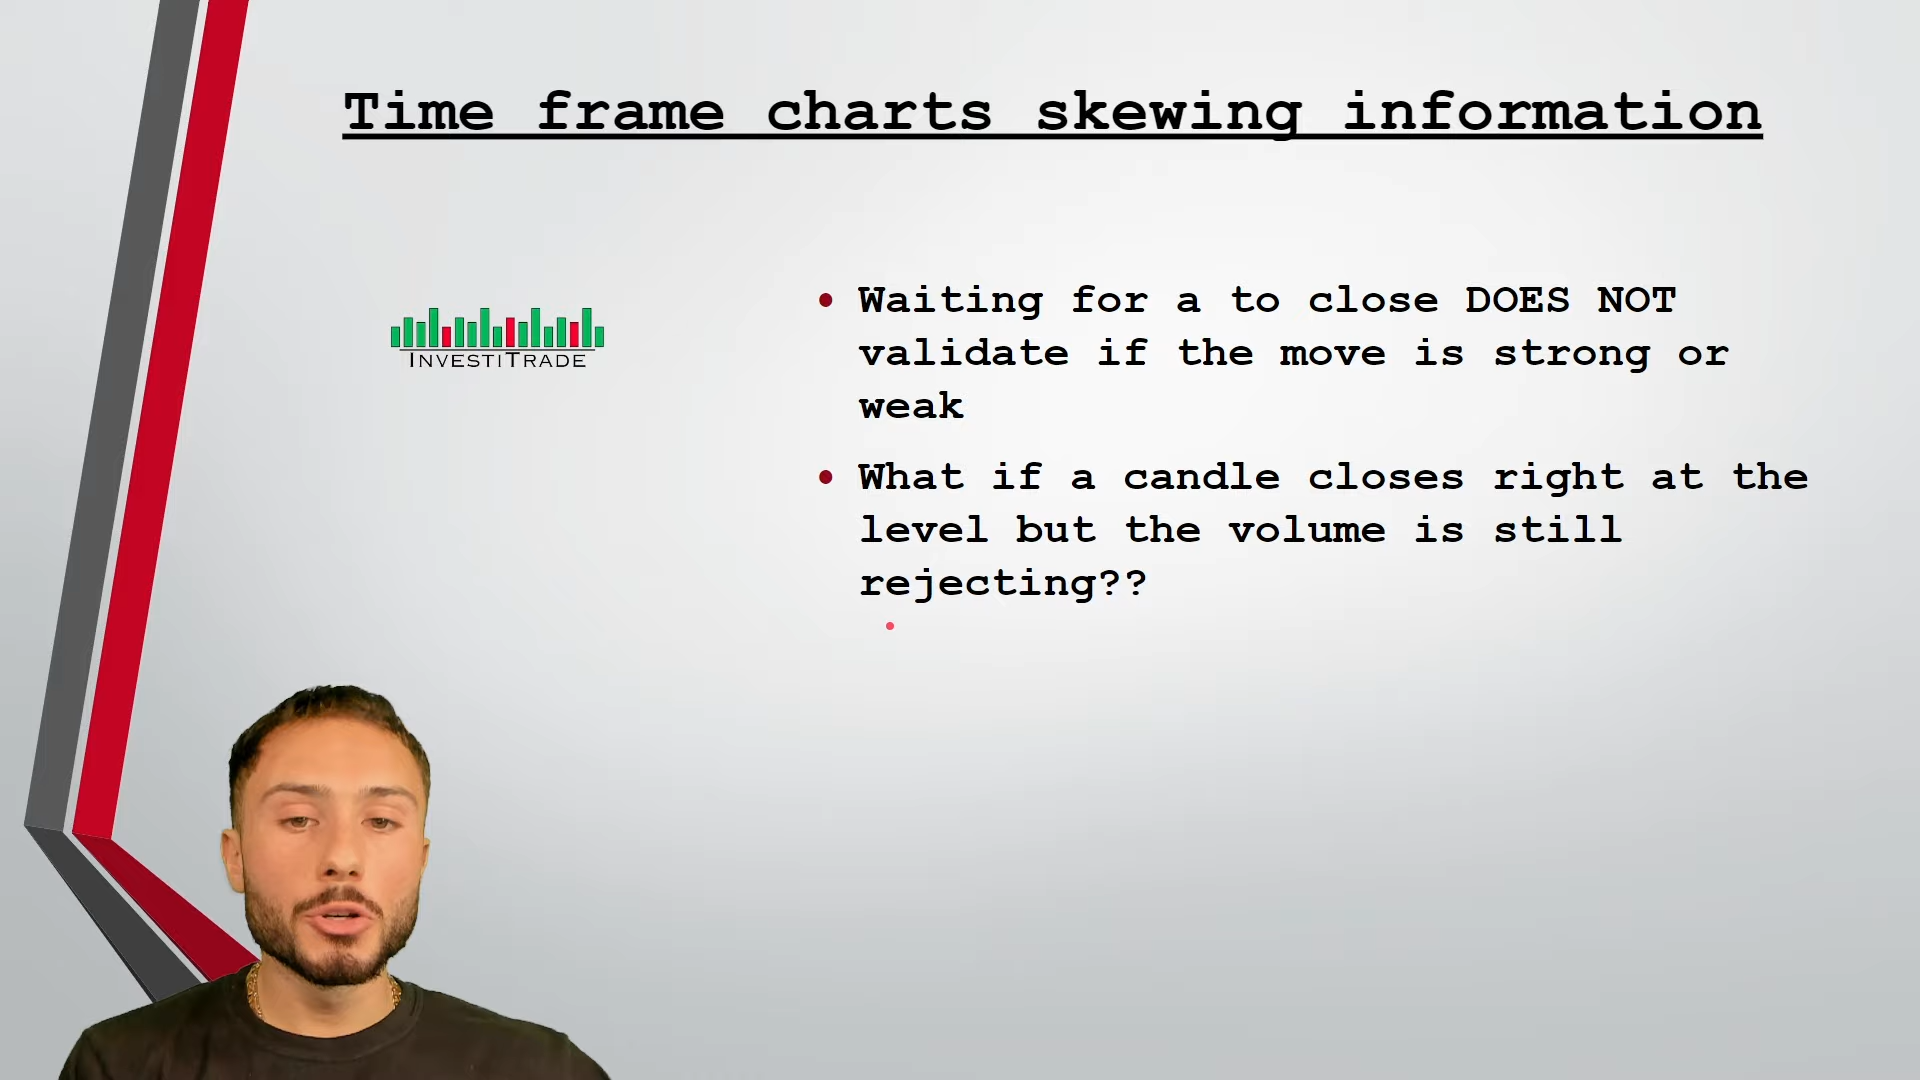 Time frame charts skewing information
INVESTITRADE
• Waiting for a to close DOES NOT
validate if the move is strong or
weak
• What if a candle closes right at the
level but the volume is still
rejecting??